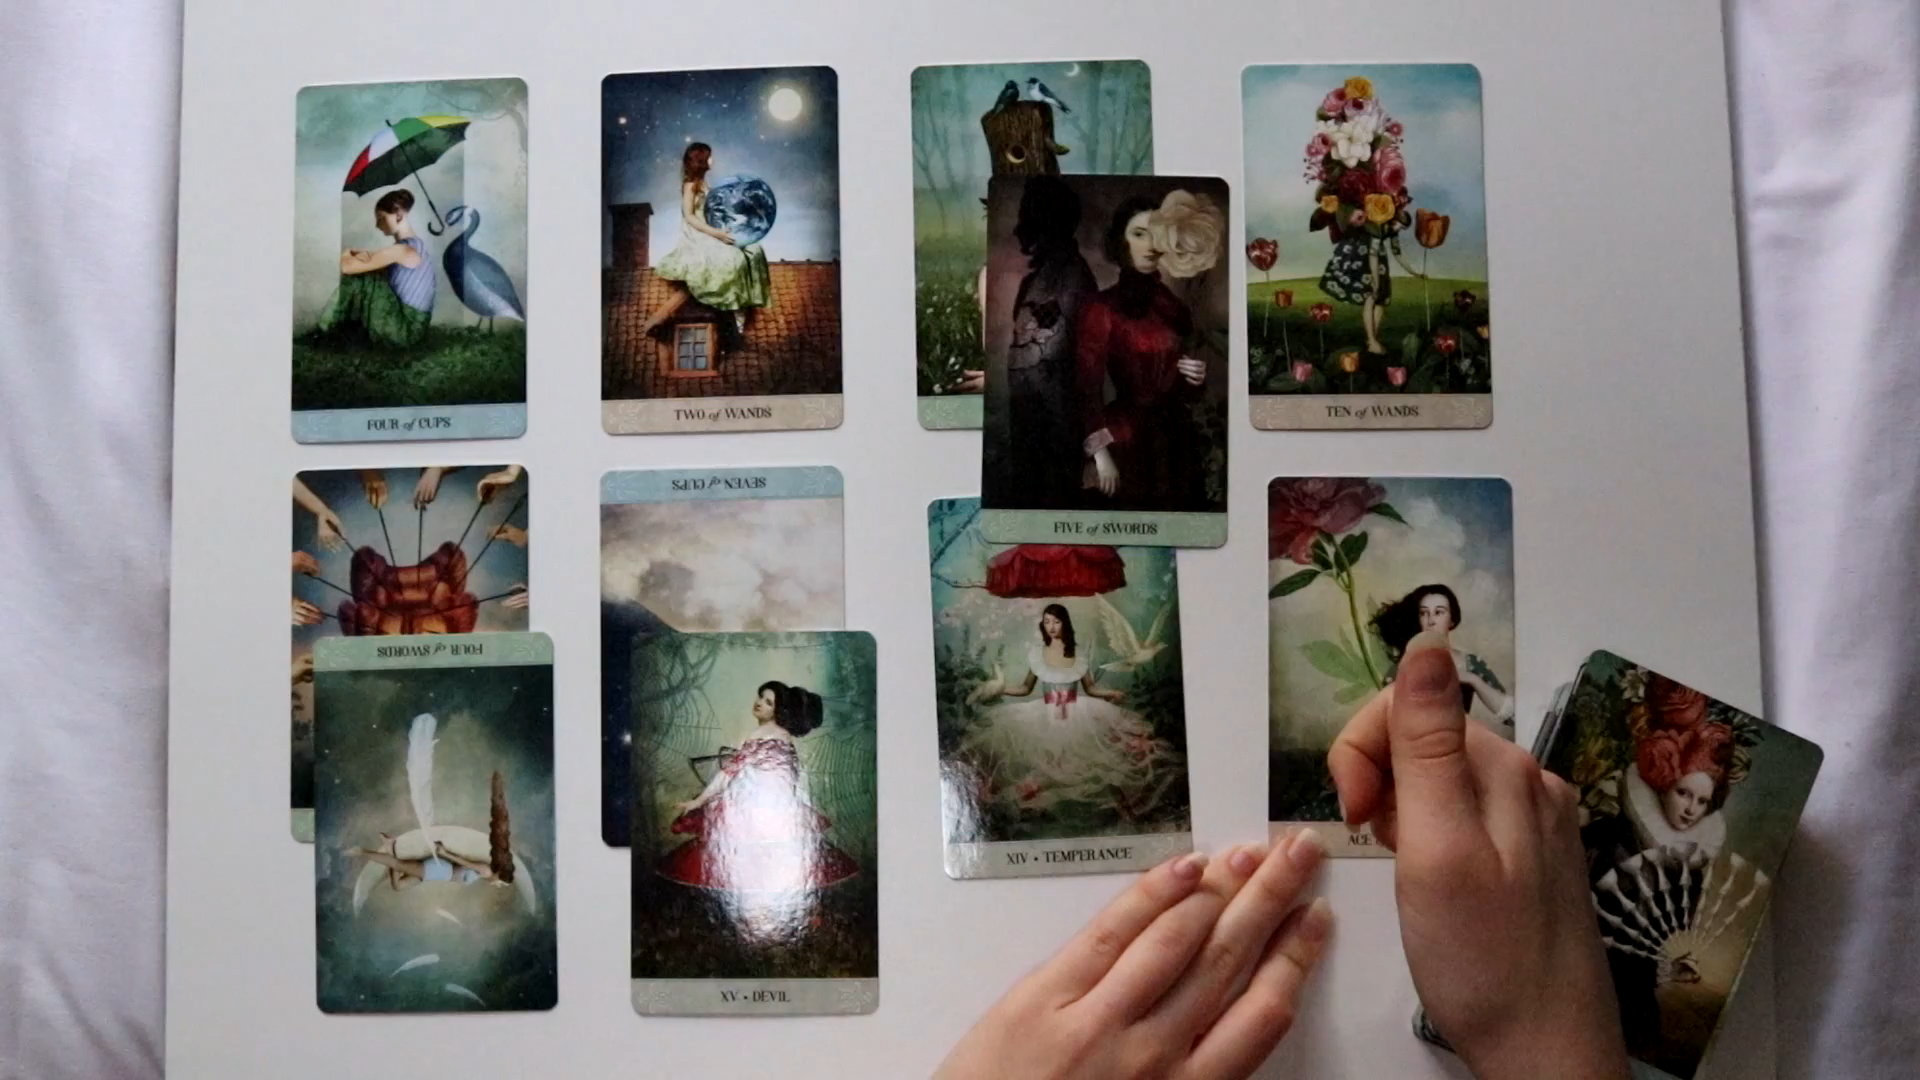 FOUR of CUPS
TWO of WANDS
TEN of WANDS
SEVEN of CUPS
FIVE of SWORDS
FOUR of SWORDS
XIV • TEMPERANCE
ACE
XV • DEVIL